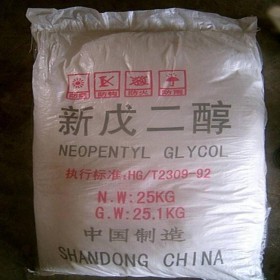 新戊二醇
NEOPENTYL GLYCOL
执行标准:HG/T2309-92
N.W:25KG
G.W:25.1KG
中国制造
SHANDONG CHINA